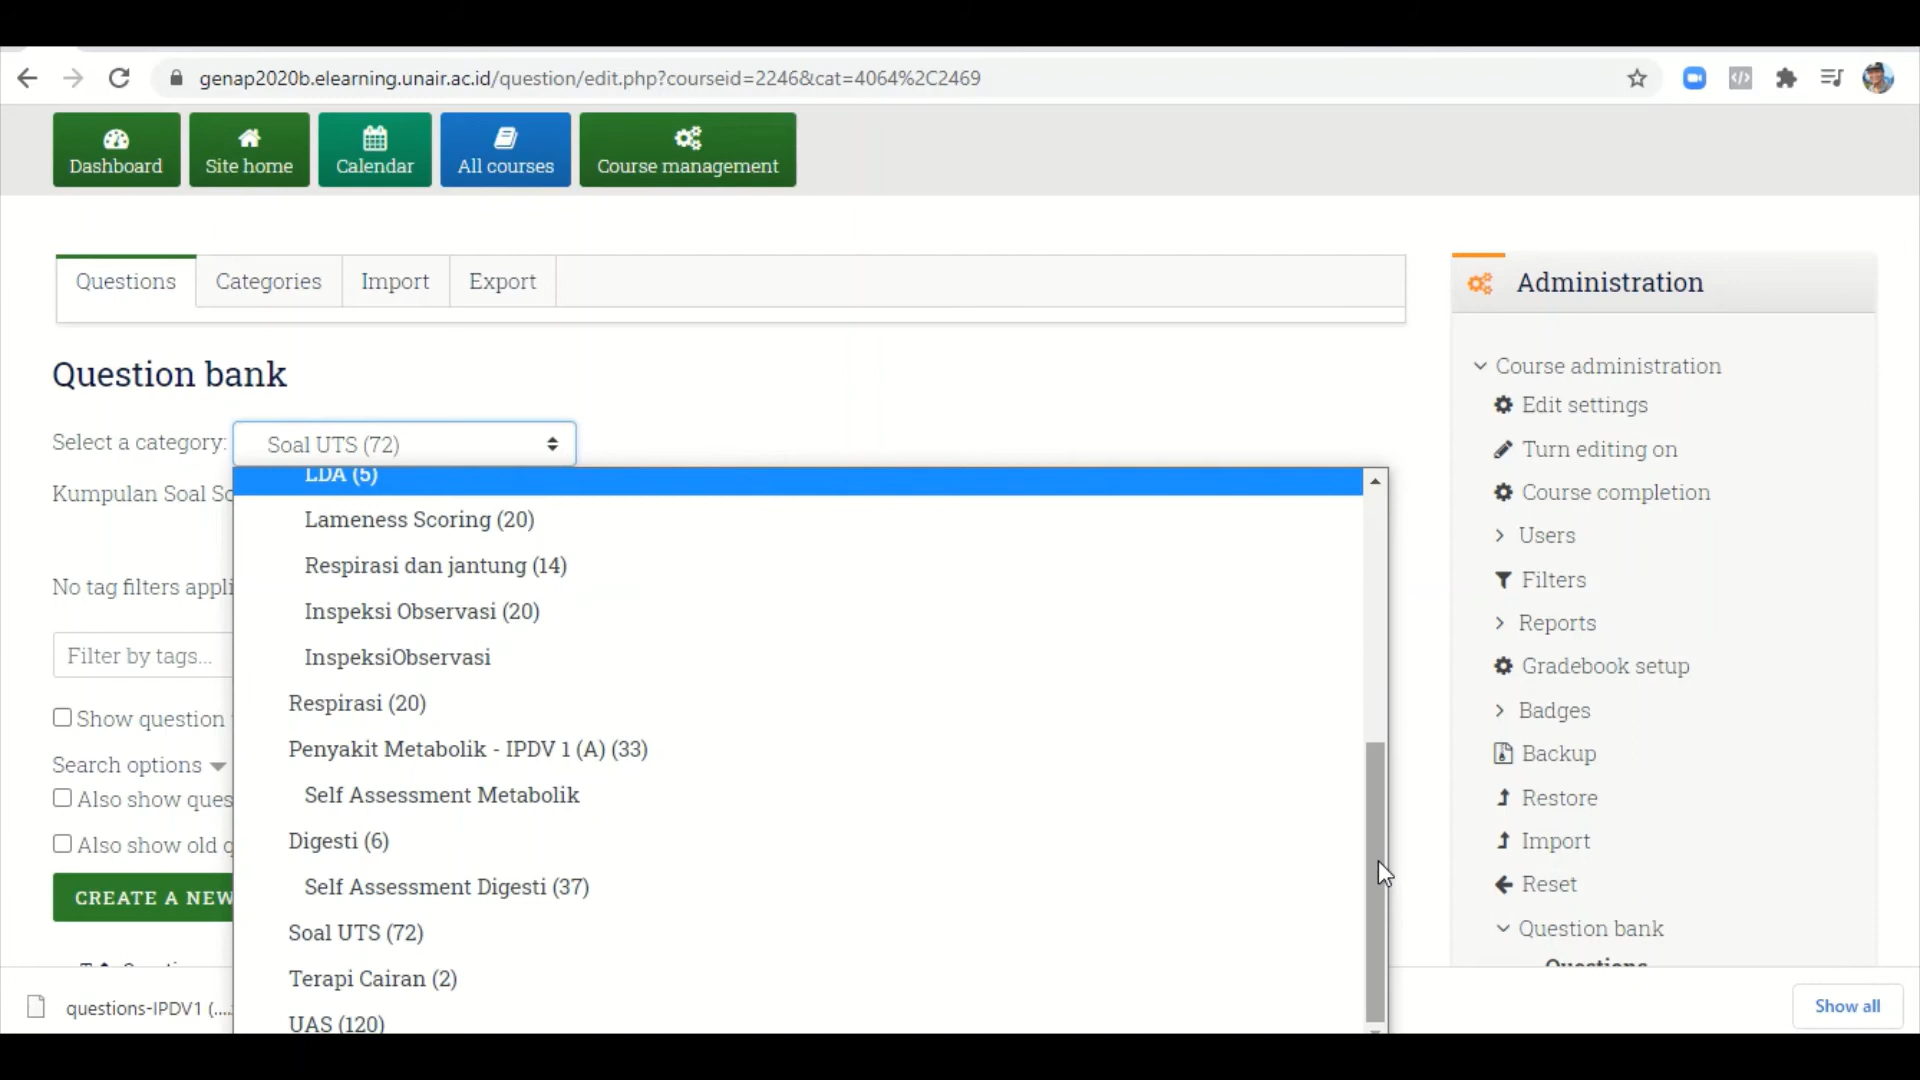 genap2020b.elearning.unair.ac.id/question/edit.php?courseid=2246&cat=4064%2C2469
Dashboard
Site home
Calendar
All courses
Course management
Questions
Categories
Import
Export
Question bank
Select a category:
Soal UTS (72)
Kumpulan Soal
No tag filters appli
Filter by tags...
Show question
Search options
Also show ques
Also show old q
CREATE A NEW
LDA (5)
Lameness Scoring (20)
Respirasi dan jantung (14)
Inspeksi Observasi (20)
InspeksiObservasi
Respirasi (20)
Penyakit Metabolik - IPDV 1 (A) (33)
Self Assessment Metabolik
Digesti (6)
Self Assessment Digesti (37)
Soal UTS (72)
Terapi Cairan (2)
UAS (120)
Administration
Course administration
Edit settings
Turn editing on
Course completion
Users
Filters
Reports
Gradebook setup
Badges
Backup
Restore
Import
Reset
Question bank
Questions
questions-IPDV1 (....
Show all